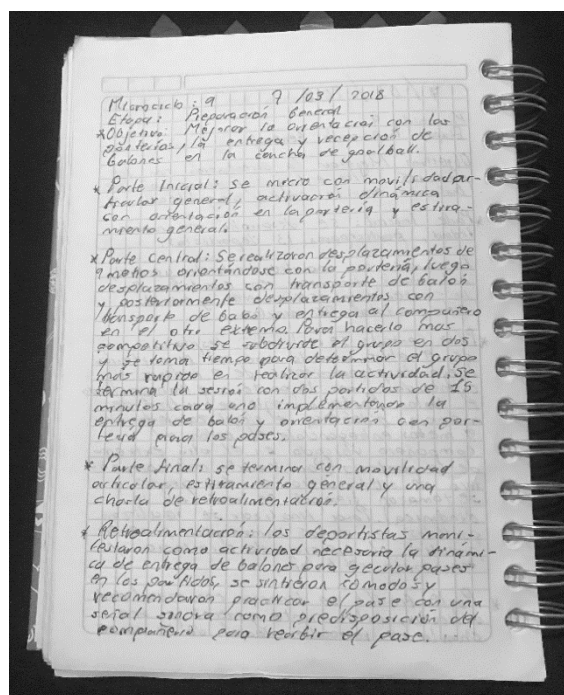 Microciclo: 9 7/03/2018
Etapa: Preparación General
* Objetivo: Mejorar la orientación con las
porterias, la entrega y recepción de
balones en la cancha de goalball.
* Parte Inicial: Se inicio con movilidad ar-
ticular general, activación dinámica
con orientación en la portería y estira-
miento general.
* Parte Central: Se realizaron desplazamientos de
9 metros orientándose con la portería, luego
desplazamientos con transporte de balón
y posteriormente desplazamientos con
transporte de balón y entrega al compañero
en el otro extremo. Para hacerlo mas
competitivo se subdivide el grupo en dos
y se toma tiempo para determinar el grupo
más rapido en realizar la actividad. Se
termina la sesión con dos partidos de 15
minutos cada uno implementando la
entrega de balón y orientación con por-
teria para los pases.
* Parte final: se termina con movilidad
articular, estiramiento general y una
charla de retroalimentación.
* Retroalimentación: los deportistas mani-
festaron como actividad necesaria la dinámi-
ca de entrega de balones para ejecutar pases
en los partidos, se sintieron comodos y
recomendaron practicar el pase con una
señal sonora como predisposición del
compañero para recibir el pase.